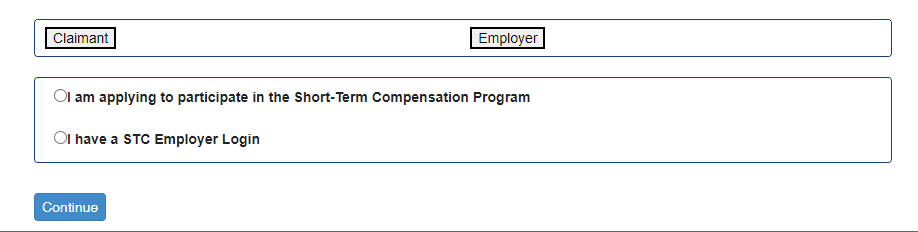 Claimant Employer
I am applying to participate in the Short-Term Compensation Program
I have a STC Employer Login
Continue